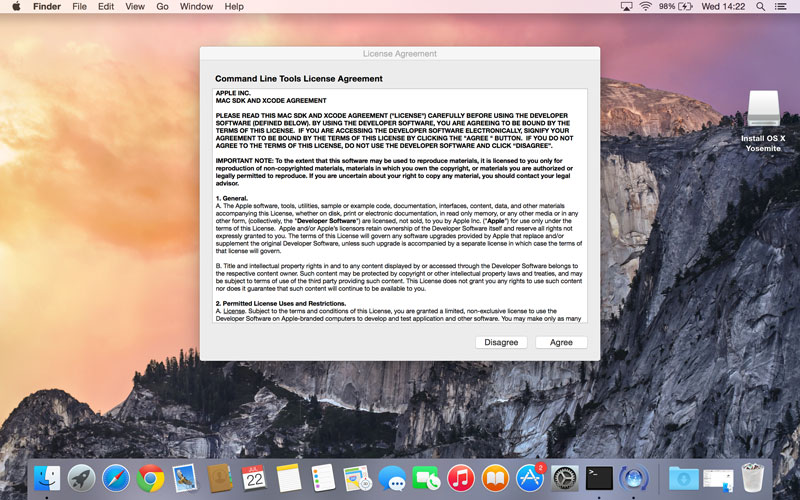 Finder File Edit View Go Window Help 98% Wed 14:22
License Agreement
Command Line Tools License Agreement
APPLE INC.
MAC SDK AND XCODE AGREEMENT
PLEASE READ THIS MAC SDK AND XCODE AGREEMENT ("LICENSE") CAREFULLY BEFORE USING THE DEVELOPER
SOFTWARE (DEFINED BELOW). BY USING THE DEVELOPER SOFTWARE, YOU ARE AGREEING TO BE BOUND BY THE
TERMS OF THIS LICENSE. IF YOU ARE ACCESSING THE DEVELOPER SOFTWARE ELECTRONICALLY, SIGNIFY YOUR
AGREEMENT TO BE BOUND BY THE TERMS OF THIS LICENSE BY CLICKING THE "AGREE " BUTTON. IF YOU DO NOT
AGREE TO THE TERMS OF THIS LICENSE, DO NOT USE THE DEVELOPER SOFTWARE AND CLICK "DISAGREE".
IMPORTANT NOTE: To the extent that this software may be used to reproduce materials, it is licensed to you only for
reproduction of non-copyrighted materials, materials in which you own the copyright, or materials you are authorized or
legally permitted to reproduce. If you are uncertain about your right to copy any material, you should contact your legal
advisor.
1. General.
A. The Apple software, tools, utilities, sample or example code, documentation, interfaces, content, data, and other materials
accompanying this License, whether on disk, print or electronic documentation, in read only memory, or any other media or in any
other form, (collectively, the "Developer Software") are licensed, not sold, to you by Apple Inc. ("Apple") for use only under the
terms of this License. Apple and/or Apple's licensors retain ownership of the Developer Software itself and reserve all rights not
expressly granted to you. The terms of this License will govern any software upgrades provided by Apple that replace and/or
supplement the original Developer Software, unless such upgrade is accompanied by a separate license in which case the terms of
that license will govern.
B. Title and intellectual property rights in and to any content displayed by or accessed through the Developer Software belongs to
the respective content owner. Such content may be protected by copyright or other intellectual property laws and treaties, and may
be subject to terms of use of the third party providing such content. This License does not grant you any rights to use such content
nor does it guarantee that such content will continue to be available to you.
2. Permitted License Uses and Restrictions.
A. License. Subject to the terms and conditions of this License, you are granted a limited, non-exclusive license to use the
Developer Software on Apple-branded computers to develop and test application and other software. You may make only as many
Disagree Agree
Install OS X
Yosemite
JUL
22
2